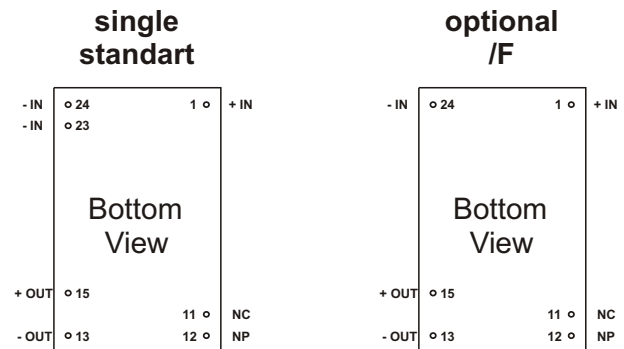 single
standart
- IN 24 1 + IN
- IN 23
Bottom
View
+ OUT 15
11 NC
- OUT 13 12 NP
optional
/F
- IN 24 1 + IN
Bottom
View
+ OUT 15
11 NC
- OUT 13 12 NP